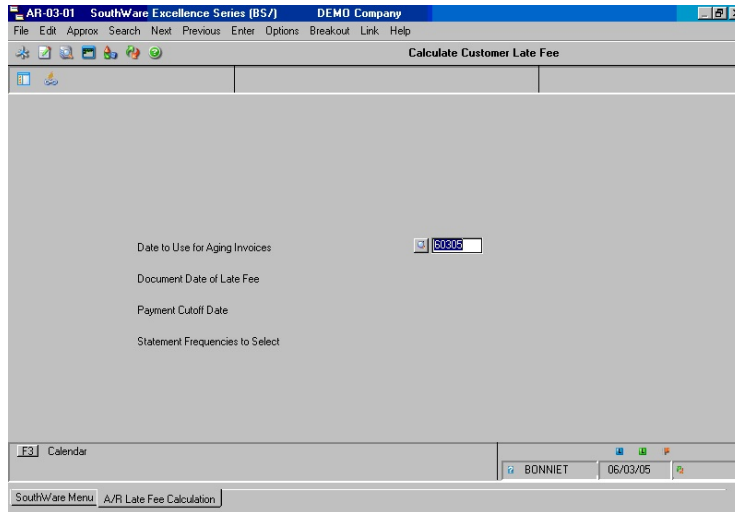 AR-03-01 SouthWare Excellence Series (BS/) DEMO Company
File Edit Approx Search Next Previous Enter Options Breakout Link Help
Calculate Customer Late Fee
Date to Use for Aging Invoices 60305
Document Date of Late Fee
Payment Cutoff Date
Statement Frequencies to Select
F3 Calendar
BONNIET 06/03/05
SouthWare Menu A/R Late Fee Calculation